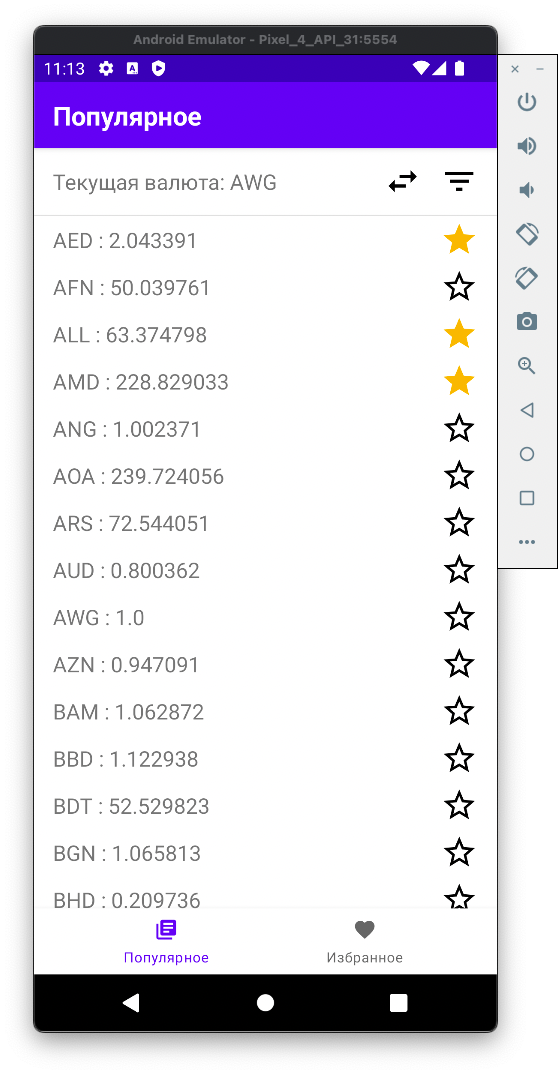 Android Emulator - Pixel_4_API_31:5554
11:13
Популярное
Текущая валюта: AWG
AED : 2.043391
AFN : 50.039761
ALL : 63.374798
AMD : 228.829033
ANG : 1.002371
AOA : 239.724056
ARS : 72.544051
AUD : 0.800362
AWG : 1.0
AZN : 0.947091
BAM : 1.062872
BBD : 1.122938
BDT : 52.529823
BGN : 1.065813
BHD : 0.209736
Популярное
Избранное